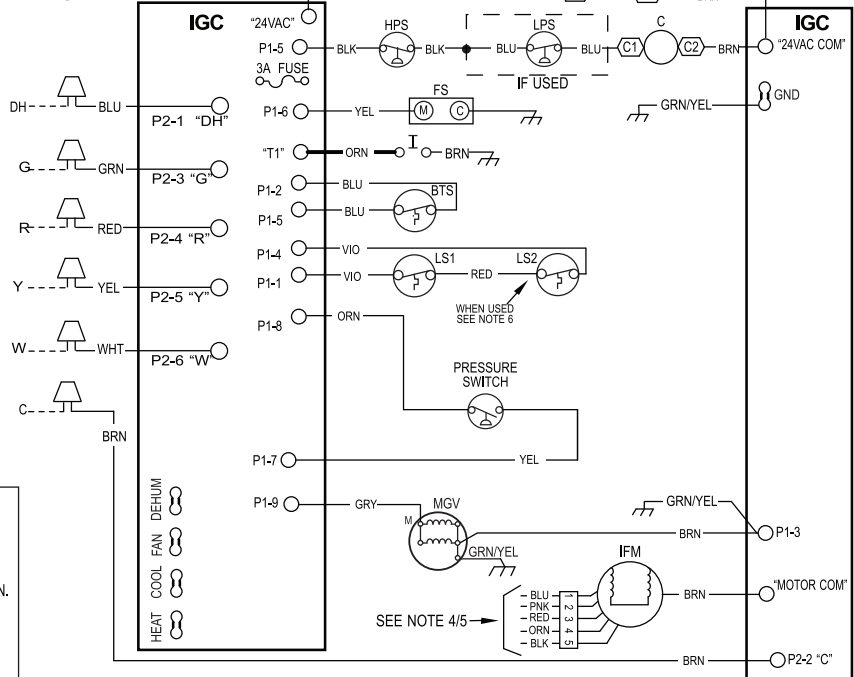 IGC
"24VAC"
HPS
LPS
C
IGC
P1-5
BLK
BLK
BLU
BLU
C1
C2
BRN
"24VAC COM"
3A FUSE
IF USED
GND
DH
BLU
P2-1 "DH"
P1-6
YEL
FS
M
C
GRN/YEL
"T1"
ORN
BRN
G
GRN
P2-3 "G"
P1-2
BLU
BTS
P1-5
BLU
R
RED
P2-4 "R"
P1-4
VIO
LS1
LS2
P1-1
VIO
RED
Y
YEL
P2-5 "Y"
WHEN USED
SEE NOTE 6
P1-8
ORN
W
WHT
P2-6 "W"
PRESSURE
SWITCH
C
BRN
P1-7
YEL
DEHUM
P1-9
GRY
MGV
M
GRN/YEL
GRN/YEL
BRN
P1-3
FAN
IFM
COOL
N.
BLU
1
PNK
2
RED
3
ORN
4
BLK
5
BRN
"MOTOR COM"
HEAT
SEE NOTE 4/5
BRN
P2-2 "C"